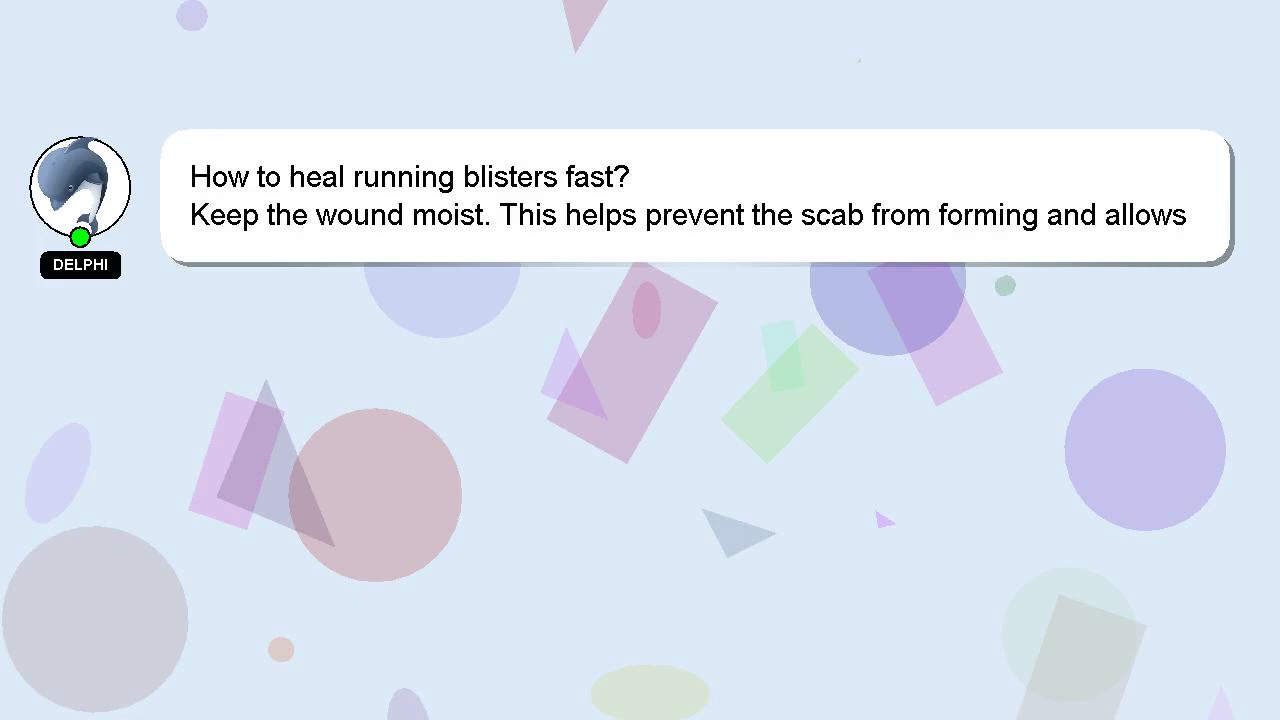 How to heal running blisters fast?
Keep the wound moist. This helps prevent the scab from forming and allows
DELPHI